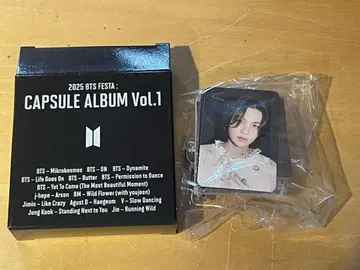 2025 BTS FESTA :
CAPSULE ALBUM Vol.1
BTS – Mikrokosmos BTS – ON BTS – Dynamite
BTS – Life Goes On BTS – Butter BTS – Permission to Dance
BTS – Yet To Come (The Most Beautiful Moment)
j-hope – Arson RM – Wild Flower (with youjeen)
Jimin – Like Crazy Agust D – Haegeum V – Slow Dancing
Jung Kook – Standing Next to You Jin – Running Wild